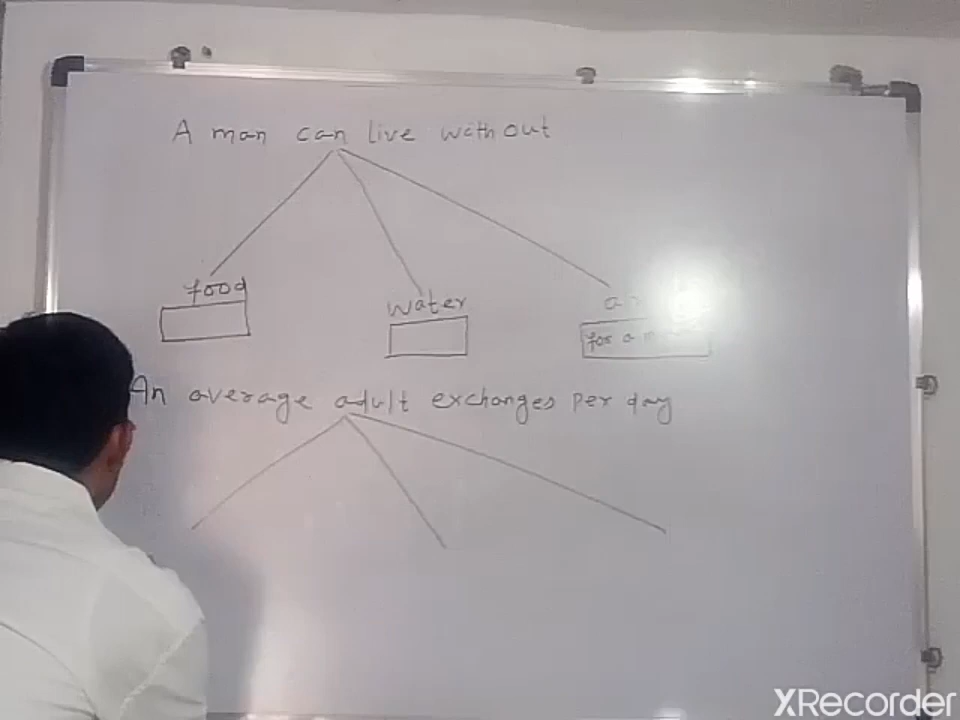 A man can live without
food
water
for a
An average adult exchanges per day
XRecorder